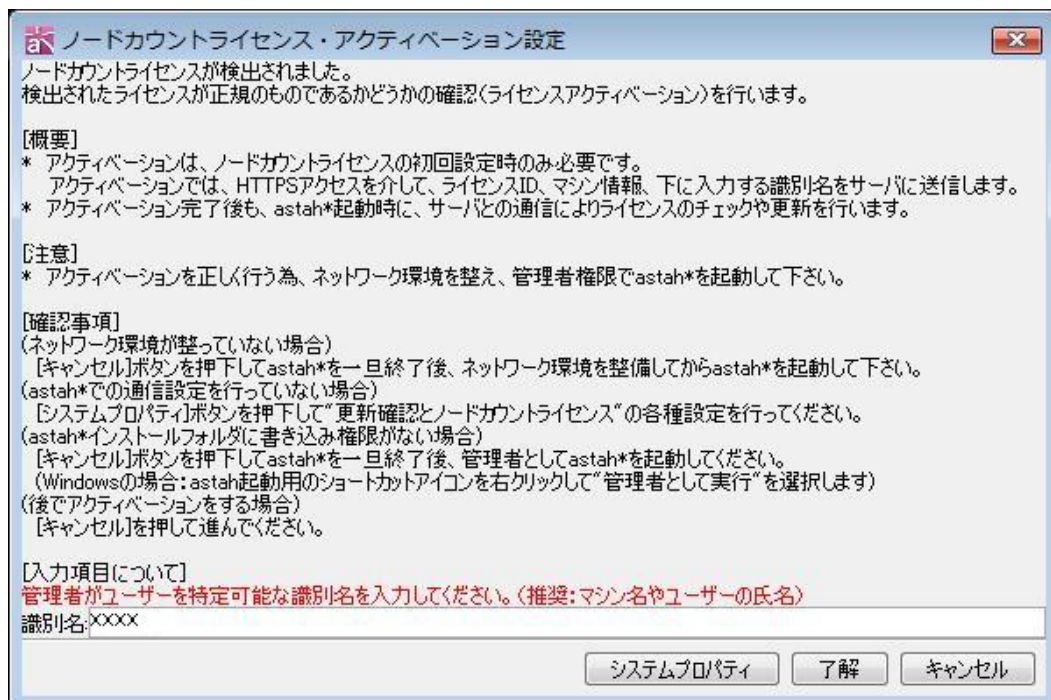 ノードカウントライセンス・アクティベーション設定
ノードカウントライセンスが検出されました。
検出されたライセンスが正規のものであるかどうかの確認(ライセンスアクティベーション)を行います。
[概要]
* アクティベーションは、ノードカウントライセンスの初回設定時のみ必要です。
アクティベーションでは、HTTPSアクセスを介して、ライセンスID、マシン情報、下に入力する識別名をサーバに送信します。
* アクティベーション完了後も、astah*起動時に、サーバとの通信によりライセンスのチェックや更新を行います。
[注意]
* アクティベーションを正しく行う為、ネットワーク環境を整え、管理者権限でastah*を起動して下さい。
[確認事項]
(ネットワーク環境が整っていない場合)
[キャンセル]ボタンを押下してastah*を一旦終了後、ネットワーク環境を整備してからastah*を起動して下さい。
(astah*での通信設定を行っていない場合)
[システムプロパティ]ボタンを押下して"更新確認とノードカウントライセンス"の各種設定を行ってください。
(astah*インストールフォルダに書き込み権限がない場合)
[キャンセル]ボタンを押下してastah*を一旦終了後、管理者としてastah*を起動してください。
(Windowsの場合:astah起動用のショートカットアイコンを右クリックして"管理者として実行"を選択します)
(後でアクティベーションをする場合)
[キャンセル]を押して進んでください。
[入力項目について]
管理者がユーザーを特定可能な識別名を入力してください。(推奨:マシン名やユーザーの氏名)
識別名:XXXX
システムプロパティ 了解 キャンセル